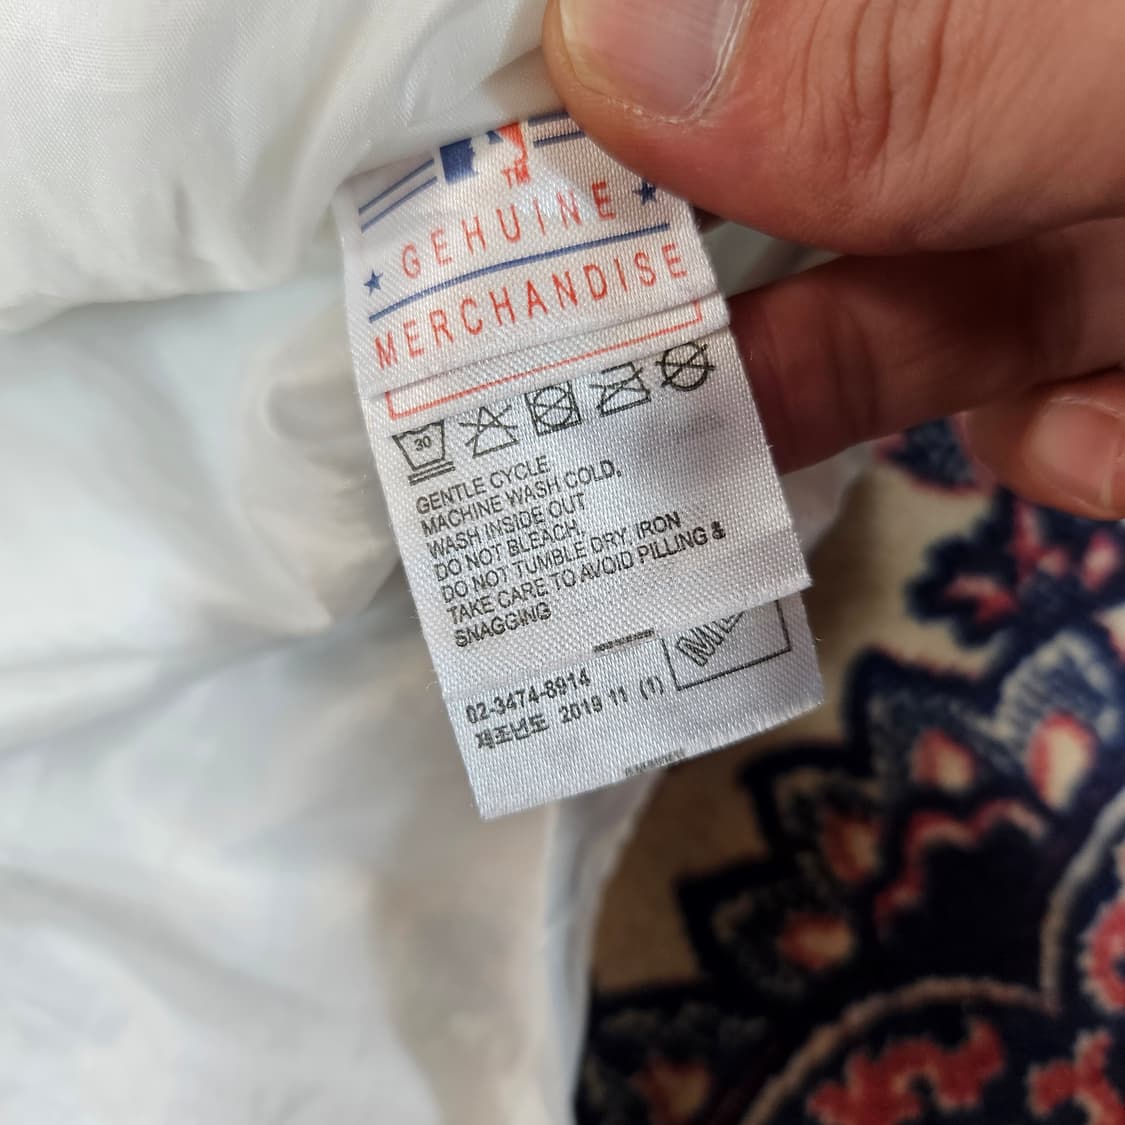 TM
GEHUINE
MERCHANDISE
30
GENTLE CYCLE
MACHINE WASH COLD,
WASH INSIDE OUT
DO NOT BLEACH,
DO NOT TUMBLE DRY, IRON
TAKE CARE TO AVOID PILLING &
SNAGGING
02-3474-8914
제조년도 2019 11 (1)